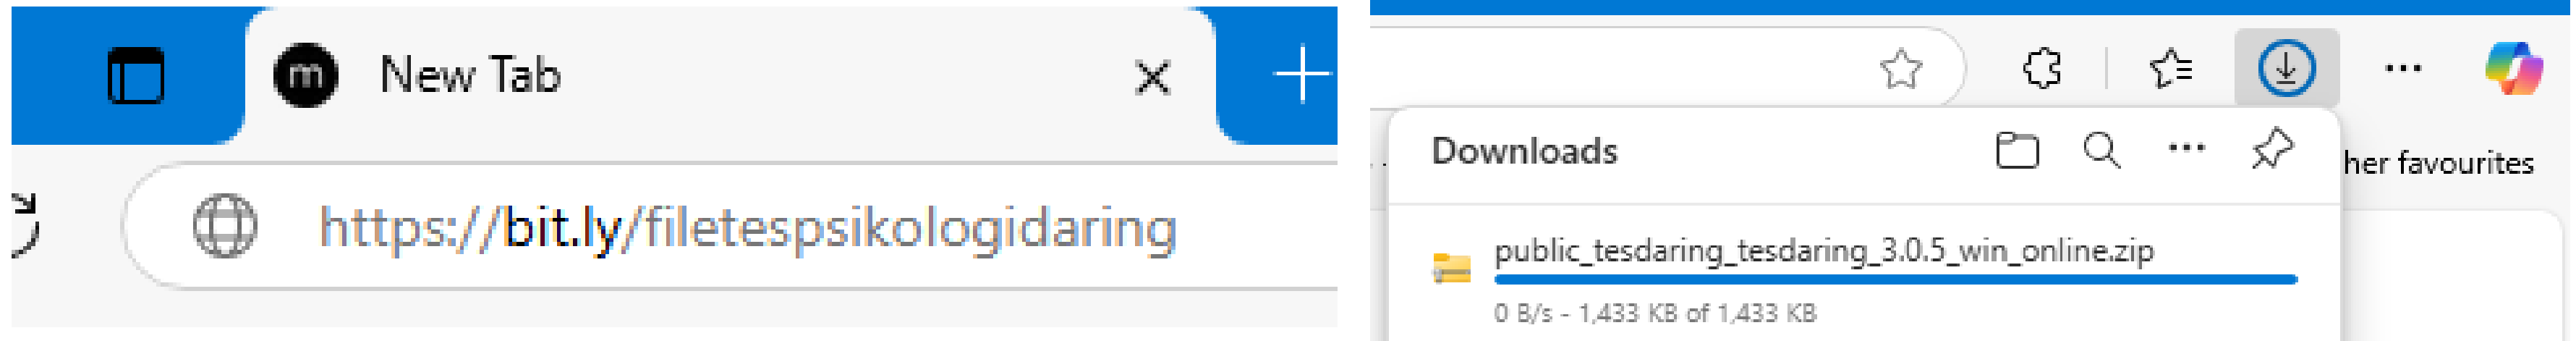 m New Tab
https://bit.ly/filetespsikologidaring
Downloads
her favourites
public_tesdaring_tesdaring_3.0.5_win_online.zip
0 B/s - 1,433 KB of 1,433 KB